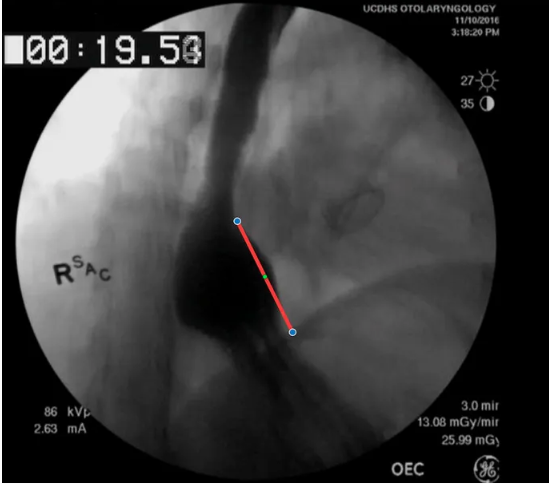 UCDHS OTOLARYNGOLOGY
11/10/2016
3:18:20 PM
00:19.5
27
35
RSAC
86 kVp
2.63 mA
3.0 min
13.08 mGy/min
25.99 mGy
OEC
GE